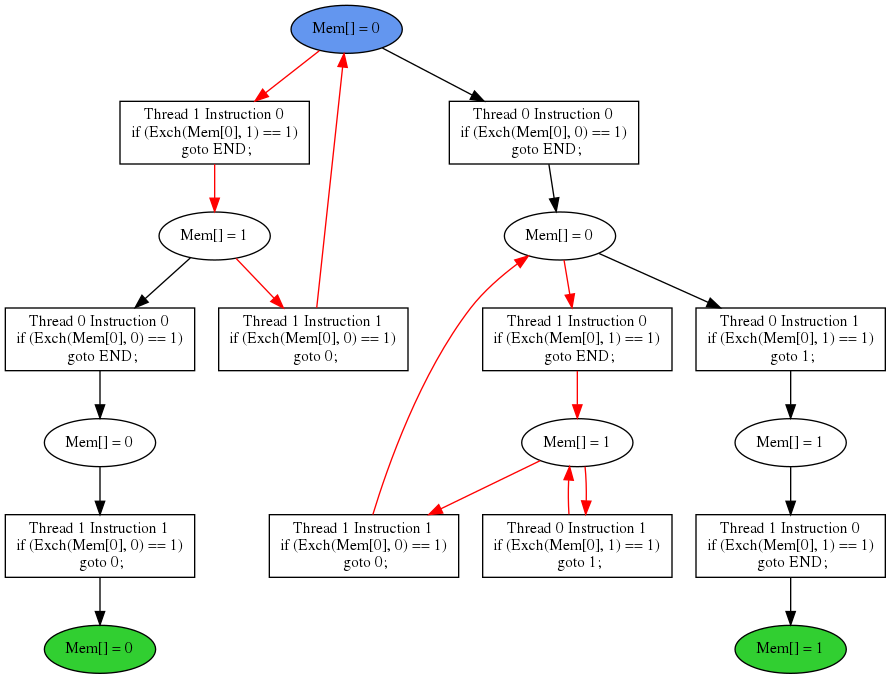 Mem[] = 0
Thread 1 Instruction 0
if (Exch(Mem[0], 1) == 1)
goto END;
Thread 0 Instruction 0
if (Exch(Mem[0], 0) == 1)
goto END;
Mem[] = 1
Mem[] = 0
Thread 0 Instruction 0
if (Exch(Mem[0], 0) == 1)
goto END;
Thread 1 Instruction 1
if (Exch(Mem[0], 0) == 1)
goto 0;
Thread 1 Instruction 0
if (Exch(Mem[0], 1) == 1)
goto END;
Thread 0 Instruction 1
if (Exch(Mem[0], 1) == 1)
goto 1;
Mem[] = 0
Mem[] = 1
Mem[] = 1
Thread 1 Instruction 1
if (Exch(Mem[0], 0) == 1)
goto 0;
Thread 1 Instruction 1
if (Exch(Mem[0], 0) == 1)
goto 0;
Thread 0 Instruction 1
if (Exch(Mem[0], 1) == 1)
goto 1;
Thread 1 Instruction 0
if (Exch(Mem[0], 1) == 1)
goto END;
Mem[] = 0
Mem[] = 1